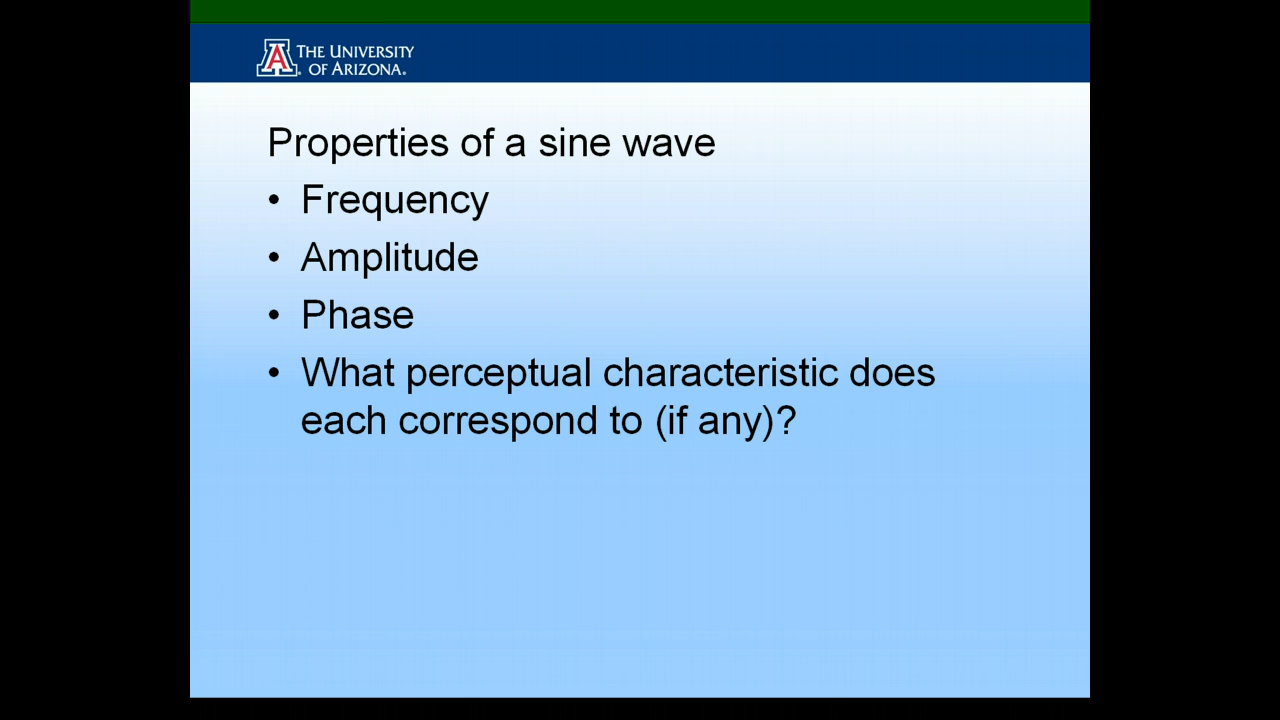 THE UNIVERSITY
OF ARIZONA.
Properties of a sine wave
• Frequency
• Amplitude
• Phase
• What perceptual characteristic does
each correspond to (if any)?